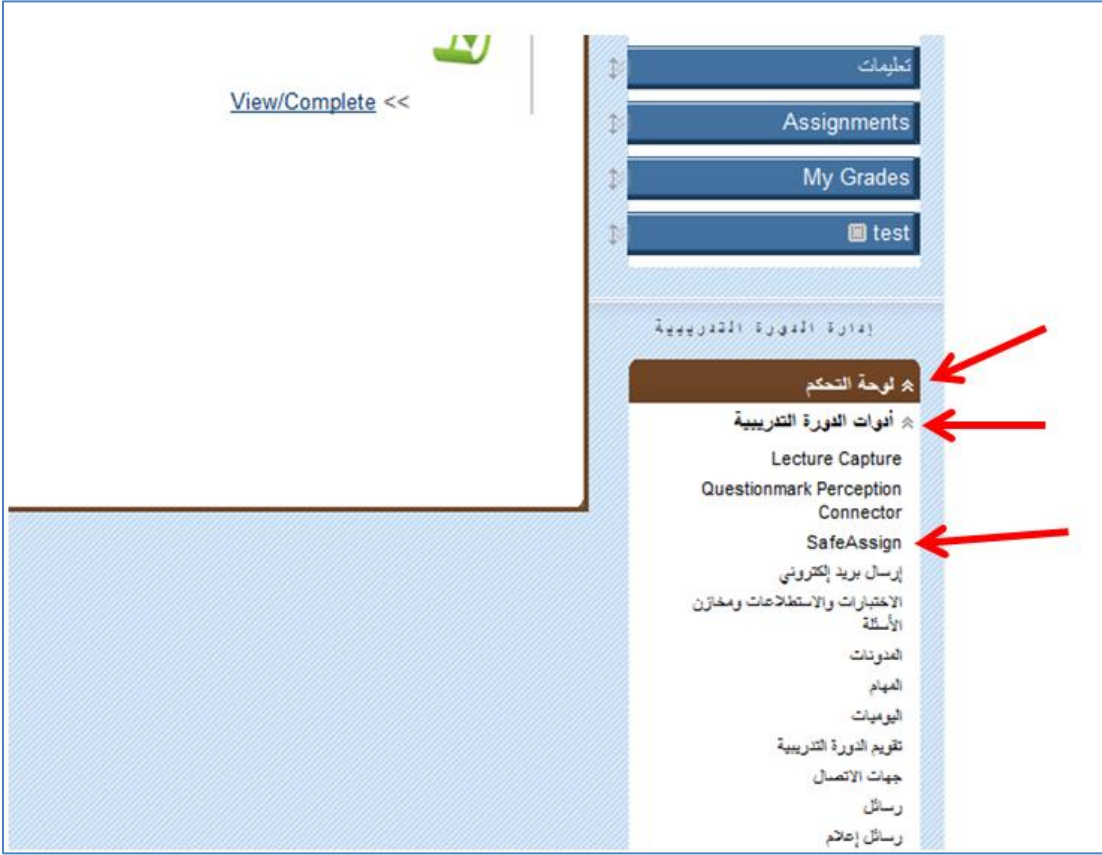 تعليمات
View/Complete <<
Assignments
My Grades
test
إدارة الدورة التدريبية
لوحة التحكم
أدوات الدورة التدريبية
Lecture Capture
Questionmark Perception
Connector
SafeAssign
إرسال بريد إلكتروني
الاختبارات والاستطلاعات ومخازن
الأسئلة
المدونات
المهام
اليوميات
تقويم الدورة التدريبية
جهات الاتصال
رسائل
رسائل إعلام